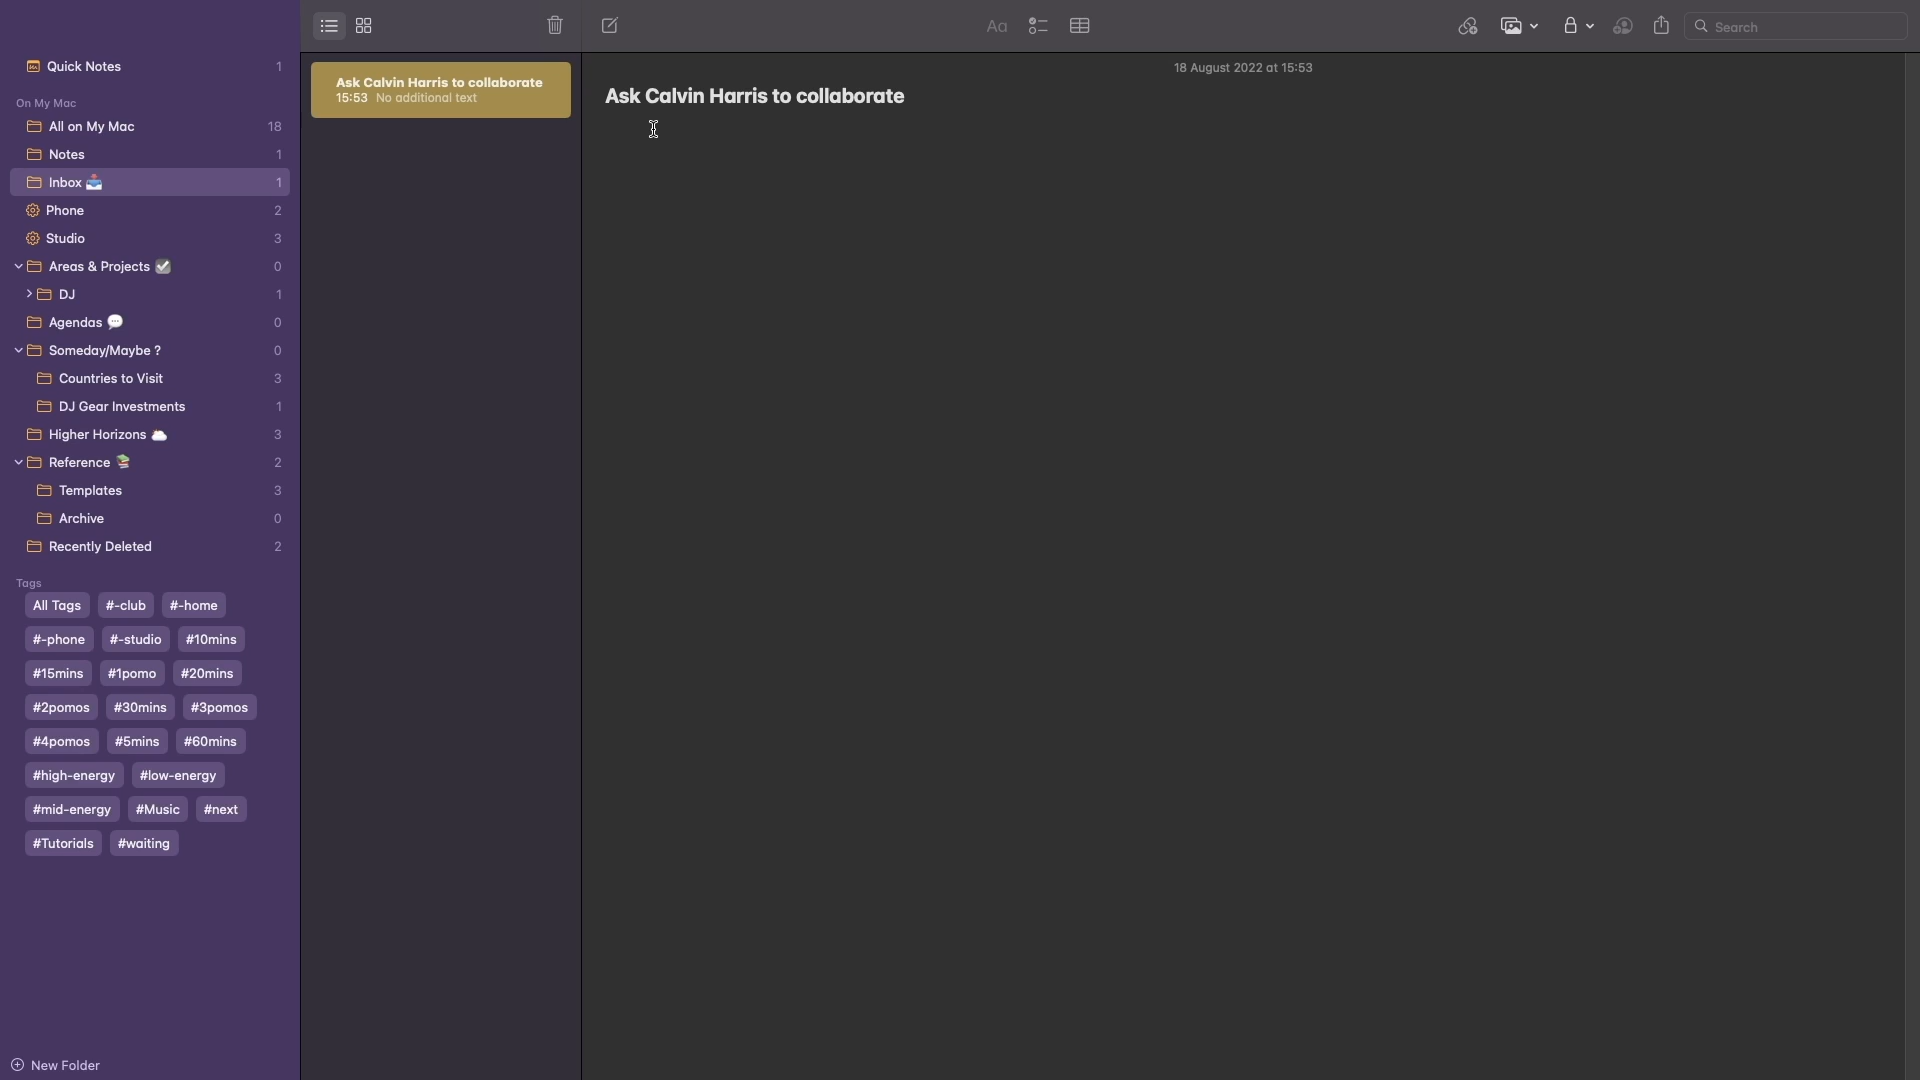 Search
Quick Notes 1
On My Mac
All on My Mac 18
Notes 1
Inbox 📥 1
Phone 2
Studio 3
Areas & Projects ☑️ 0
DJ 1
Agendas 💬 0
Someday/Maybe ? 0
Countries to Visit 3
DJ Gear Investments 1
Higher Horizons 🌥️ 3
Reference 📚 2
Templates 3
Archive 0
Recently Deleted 2
Tags
All Tags #-club #-home
#-phone #-studio #10mins
#15mins #1pomo #20mins
#2pomos #30mins #3pomos
#4pomos #5mins #60mins
#high-energy #low-energy
#mid-energy #Music #next
#Tutorials #waiting
New Folder
Ask Calvin Harris to collaborate
15:53 No additional text
Aa
18 August 2022 at 15:53
Ask Calvin Harris to collaborate